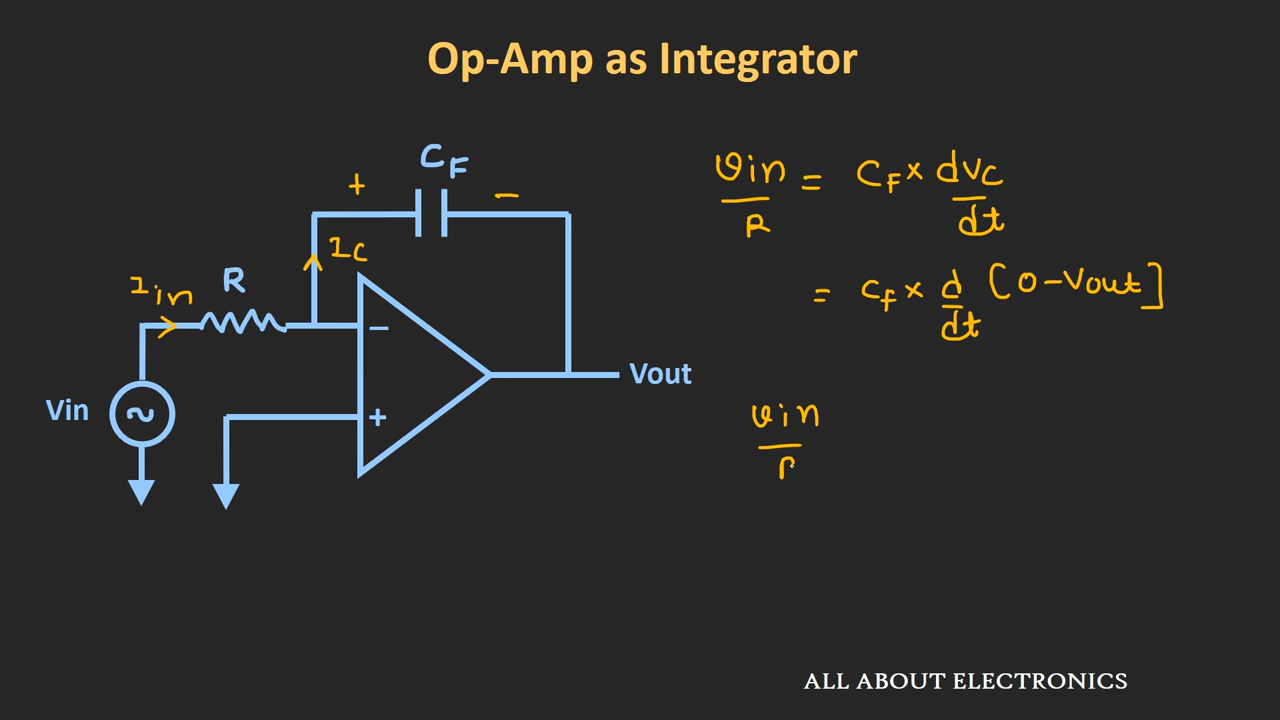 Op-Amp as Integrator
CF
+ −
Ic
Iin
R
−
+
Vin
Vout
Vin/R = CF × dVc/dt
= Cf × d/dt [0 − Vout]
Vin
ALL ABOUT ELECTRONICS